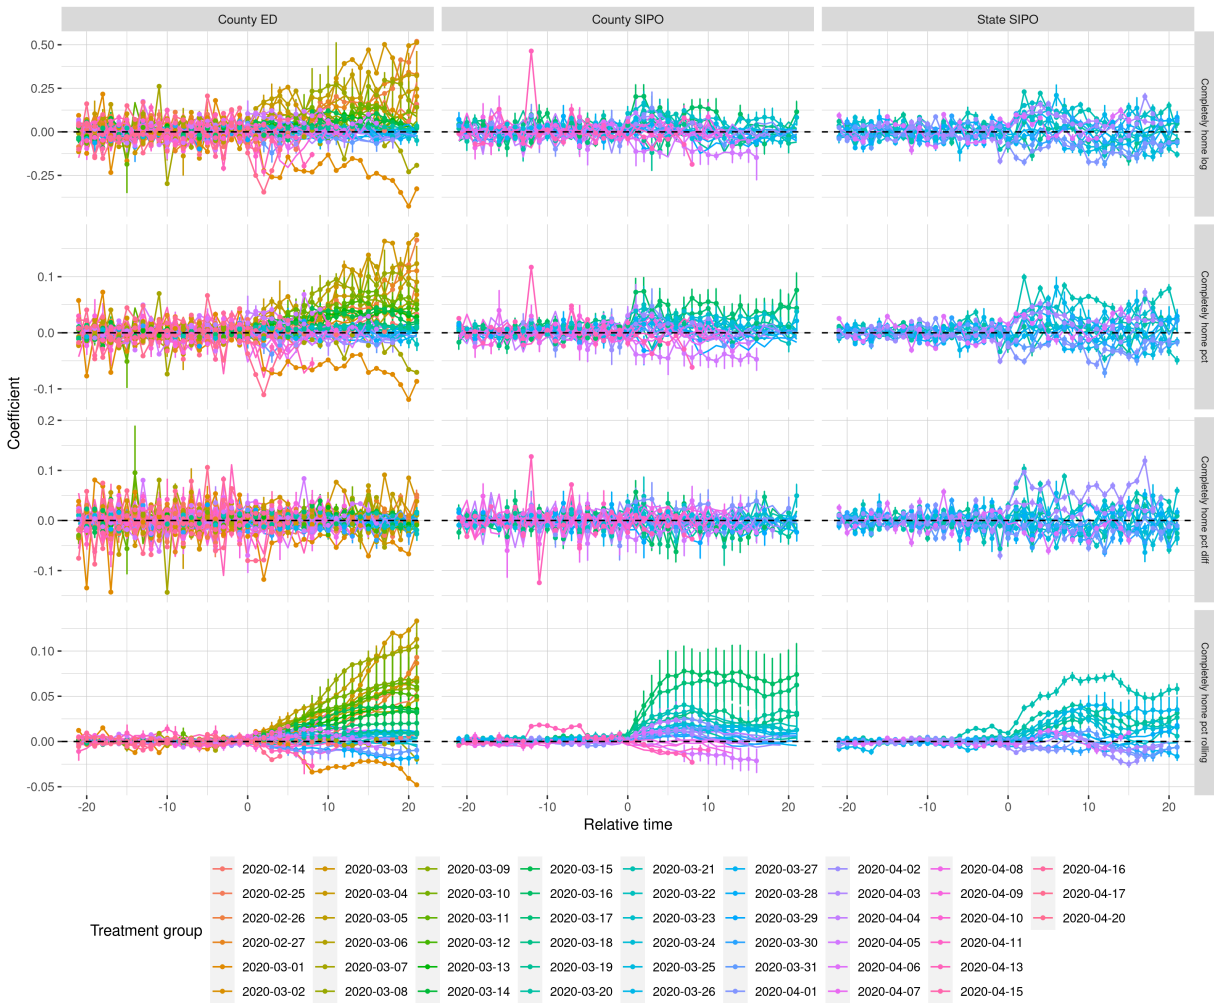 County ED County SIPO State SIPO
0.50
0.25
0.00
-0.25
Completely home log
0.1
0.0
-0.1
Completely home pct
0.2
0.1
0.0
-0.1
Completely home pct diff
0.10
0.05
0.00
-0.05
Completely home pct rolling
Coefficient
-20 -10 0 10 20 -20 -10 0 10 20 -20 -10 0 10 20
Relative time
Treatment group
2020-02-14 2020-03-03 2020-03-09 2020-03-15 2020-03-21 2020-03-27 2020-04-02 2020-04-08 2020-04-16
2020-02-25 2020-03-04 2020-03-10 2020-03-16 2020-03-22 2020-03-28 2020-04-03 2020-04-09 2020-04-17
2020-02-26 2020-03-05 2020-03-11 2020-03-17 2020-03-23 2020-03-29 2020-04-04 2020-04-10 2020-04-20
2020-02-27 2020-03-06 2020-03-12 2020-03-18 2020-03-24 2020-03-30 2020-04-05 2020-04-11
2020-03-01 2020-03-07 2020-03-13 2020-03-19 2020-03-25 2020-03-31 2020-04-06 2020-04-13
2020-03-02 2020-03-08 2020-03-14 2020-03-20 2020-03-26 2020-04-01 2020-04-07 2020-04-15